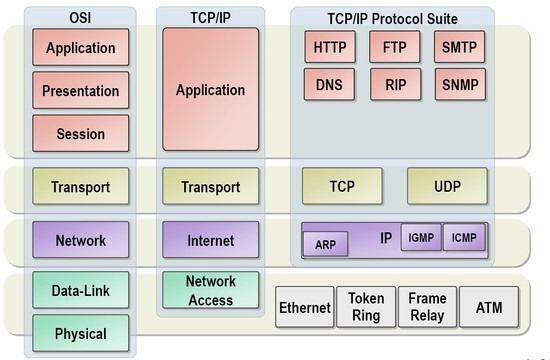 OSI
TCP/IP
TCP/IP Protocol Suite
Application
Presentation
Session
Application
HTTP
FTP
SMTP
DNS
RIP
SNMP
Transport
Transport
TCP
UDP
Network
Internet
ARP
IP
IGMP
ICMP
Data-Link
Physical
Network
Access
Ethernet
Token
Ring
Frame
Relay
ATM